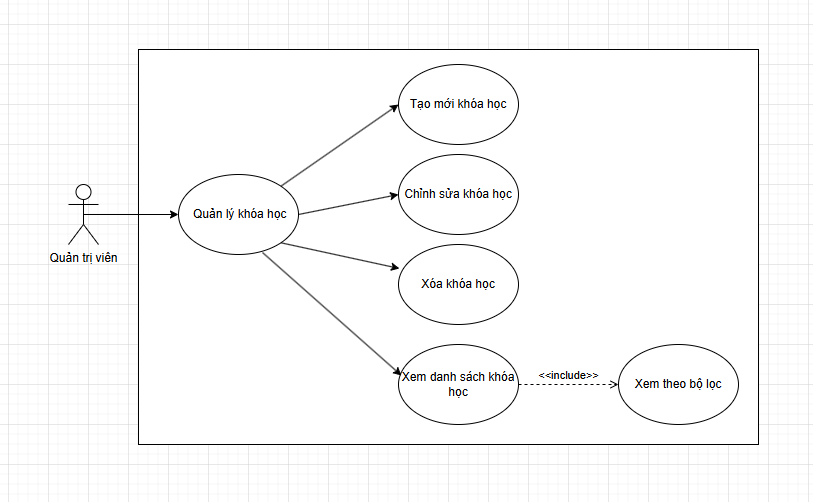 Tạo mới khóa học
Chỉnh sửa khóa học
Quản lý khóa học
Quản trị viên
Xóa khóa học
Xem danh sách khóa
học
<<include>>
Xem theo bộ lọc